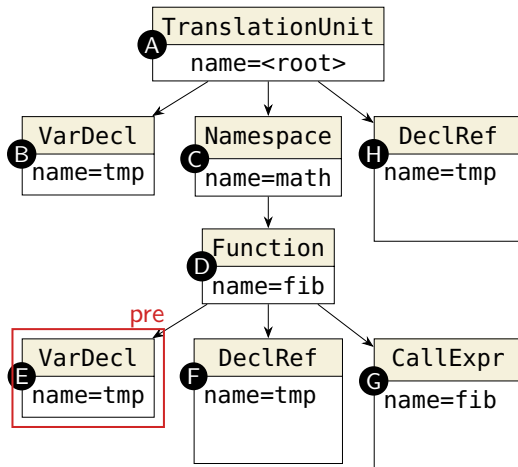 TranslationUnit
A
name=<root>
VarDecl
B
name=tmp
Namespace
C
name=math
DeclRef
H
name=tmp
Function
D
name=fib
pre
VarDecl
E
name=tmp
DeclRef
F
name=tmp
CallExpr
G
name=fib